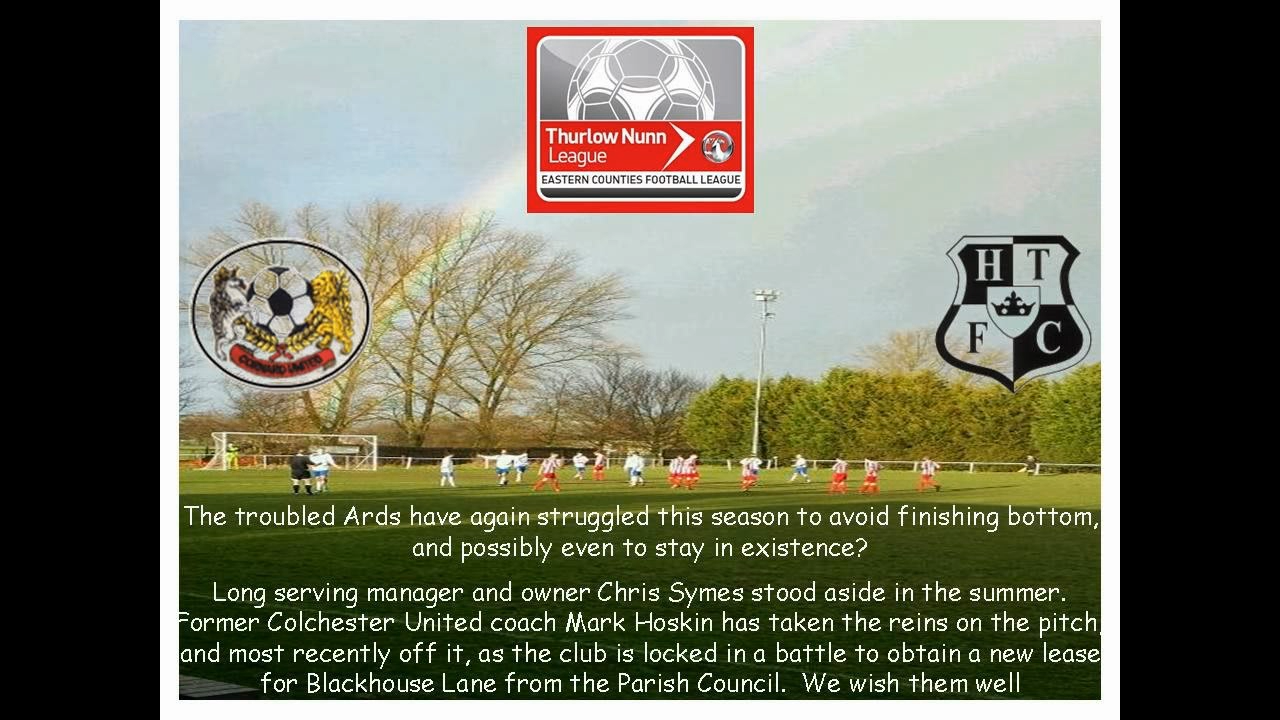 Thurlow Nunn
League
EASTERN COUNTIES FOOTBALL LEAGUE
CORNARD UNITED
H T
F C
The troubled Ards have again struggled this season to avoid finishing bottom,
and possibly even to stay in existence?
Long serving manager and owner Chris Symes stood aside in the summer.
Former Colchester United coach Mark Hoskin has taken the reins on the pitch,
and most recently off it, as the club is locked in a battle to obtain a new lease
for Blackhouse Lane from the Parish Council. We wish them well